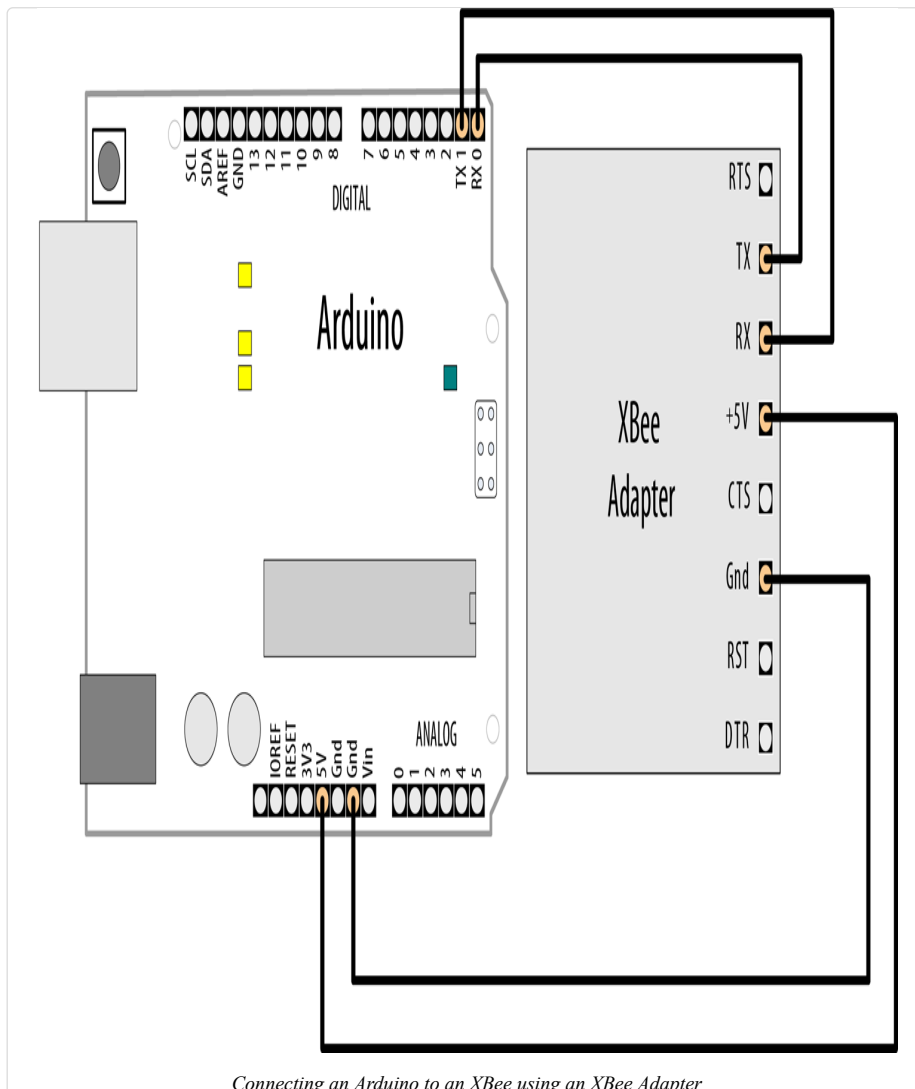 SCL
SDA
AREF
GND
13
12
11
10
9
8
7
6
5
4
3
2
TX 1
RX 0
DIGITAL
Arduino
RTS
TX
RX
+5V
CTS
Gnd
RST
DTR
XBee
Adapter
IOREF
RESET
3V3
5V
Gnd
Gnd
Vin
ANALOG
0
1
2
3
4
5
Connecting an Arduino to an XBee using an XBee Adapter